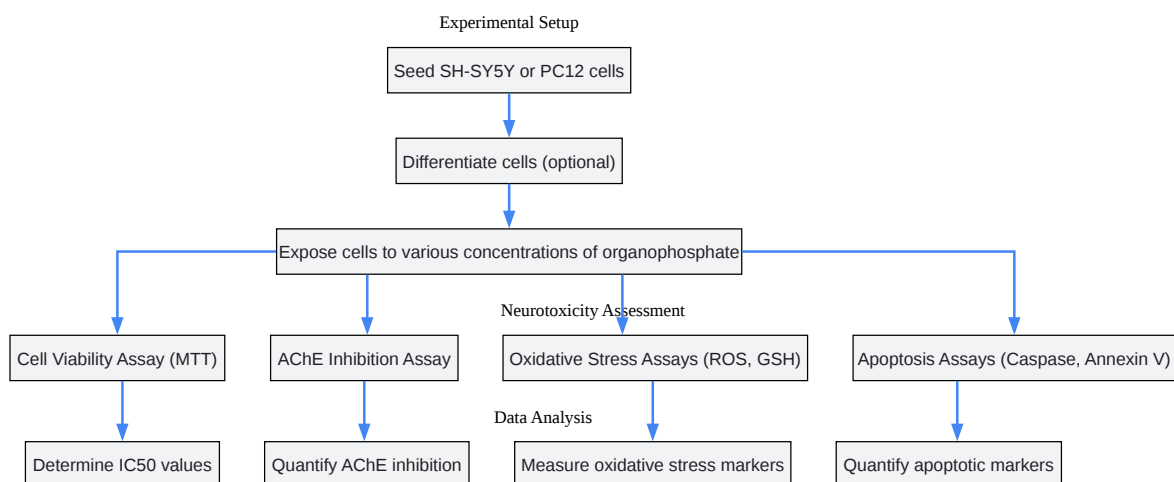 Experimental Setup
Seed SH-SY5Y or PC12 cells
Differentiate cells (optional)
Expose cells to various concentrations of organophosphate
Neurotoxicity Assessment
Cell Viability Assay (MTT)
AChE Inhibition Assay
Oxidative Stress Assays (ROS, GSH)
Apoptosis Assays (Caspase, Annexin V)
Data Analysis
Determine IC50 values
Quantify AChE inhibition
Measure oxidative stress markers
Quantify apoptotic markers